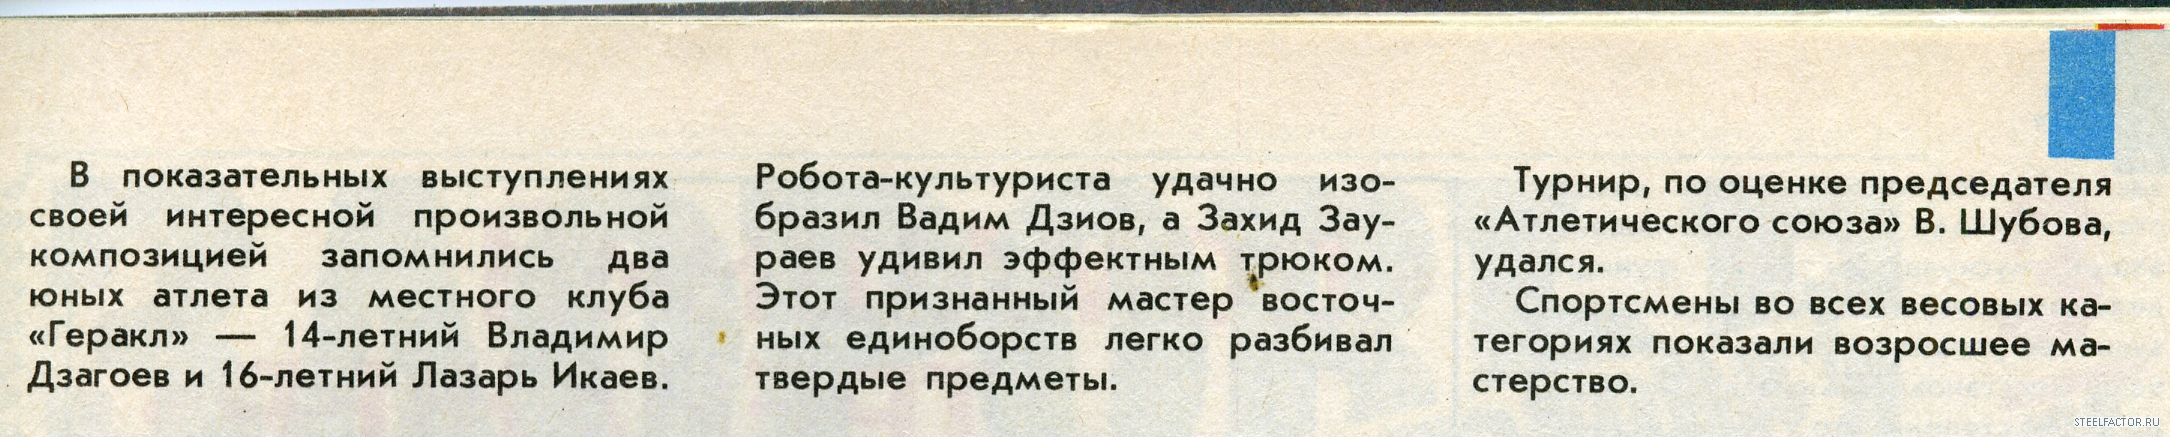 В показательных выступлениях
своей интересной произвольной
композицией запомнились два
юных атлета из местного клуба
«Геракл» — 14-летний Владимир
Дзагоев и 16-летний Лазарь Икаев.
Робота-культуриста удачно изо-
бразил Вадим Дзиов, а Захид Зау-
раев удивил эффектным трюком.
Этот признанный мастер восточ-
ных единоборств легко разбивал
твердые предметы.
Турнир, по оценке председателя
«Атлетического союза» В. Шубова,
удался.
Спортсмены во всех весовых ка-
тегориях показали возросшее ма-
стерство.
STEELFACTOR.RU